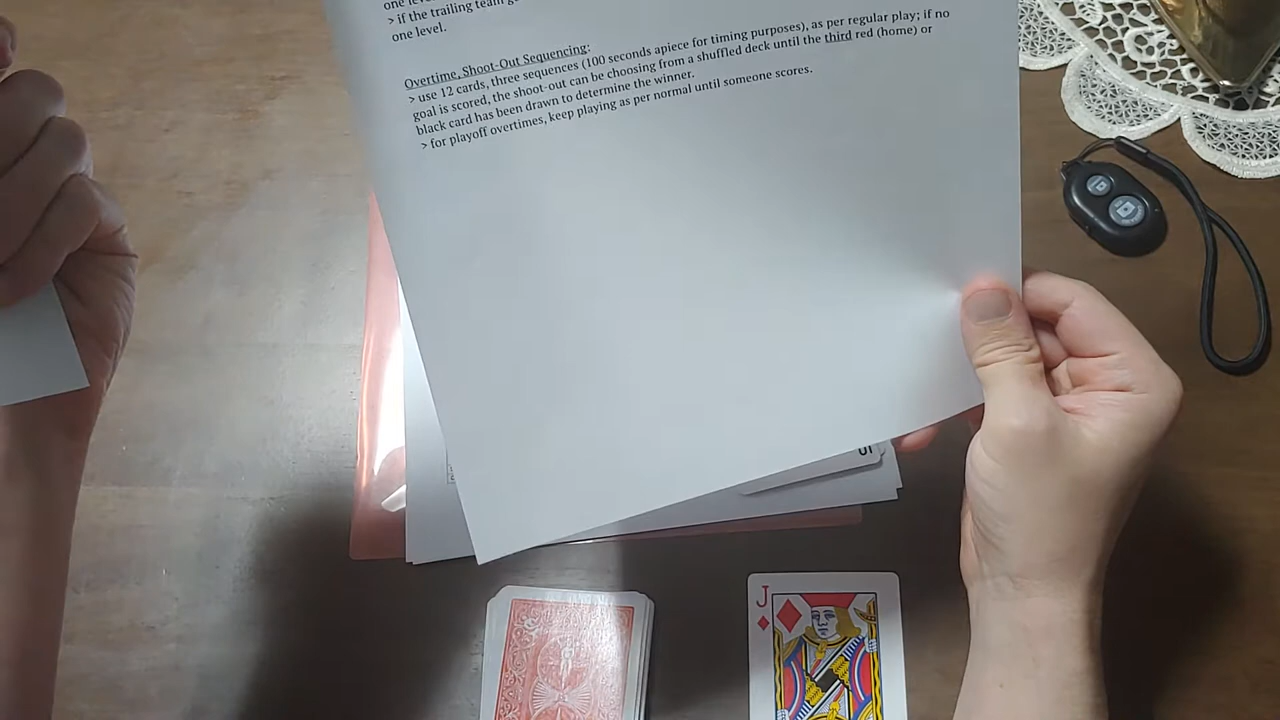 > if the trailing team
one level.
Overtime, Shoot-Out Sequencing:
> use 12 cards, three sequences (100 seconds apiece for timing purposes), as per regular play; if no
goal is scored, the shoot-out can be choosing from a shuffled deck until the third red (home) or
black card has been drawn to determine the winner.
> for playoff overtimes, keep playing as per normal until someone scores.
J